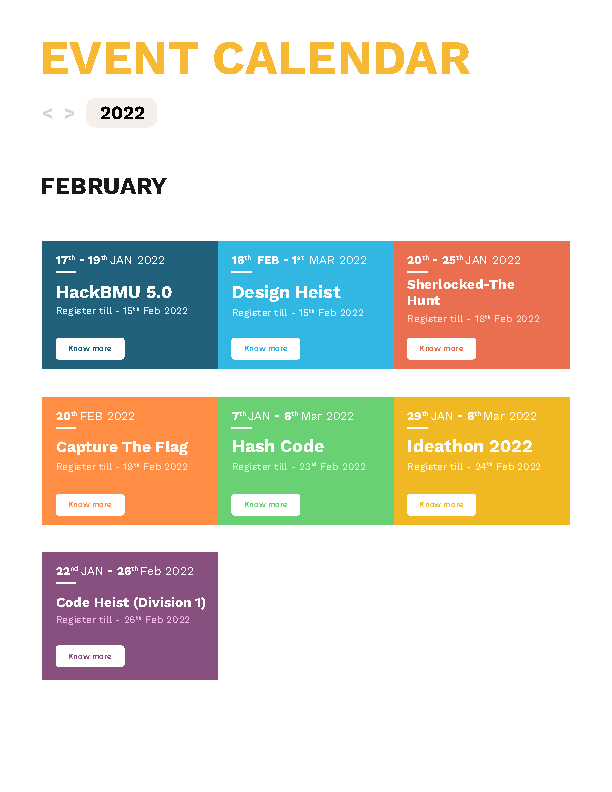 EVENT CALENDAR
< > 2022
FEBRUARY
17th - 19th JAN 2022
HackBMU 5.0
Register till - 15th Feb 2022
Know more
16th FEB - 1st MAR 2022
Design Heist
Register till - 15th Feb 2022
Know more
20th - 25th JAN 2022
Sherlocked-The
Hunt
Register till - 18th Feb 2022
Know more
20th FEB 2022
Capture The Flag
Register till - 19th Feb 2022
Know more
7th JAN - 6th Mar 2022
Hash Code
Register till - 23rd Feb 2022
Know more
29th JAN - 6th Mar 2022
Ideathon 2022
Register till - 24th Feb 2022
Know more
22nd JAN - 26th Feb 2022
Code Heist (Division 1)
Register till - 26th Feb 2022
Know more